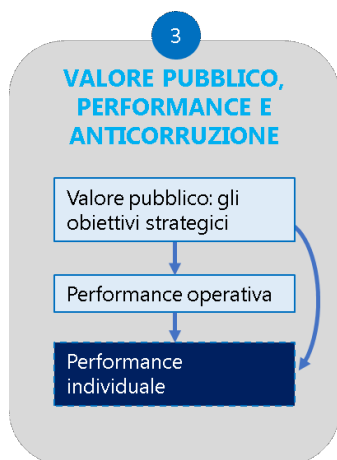 3
VALORE PUBBLICO,
PERFORMANCE E
ANTICORRUZIONE
Valore pubblico: gli
obiettivi strategici
Performance operativa
Performance
individuale